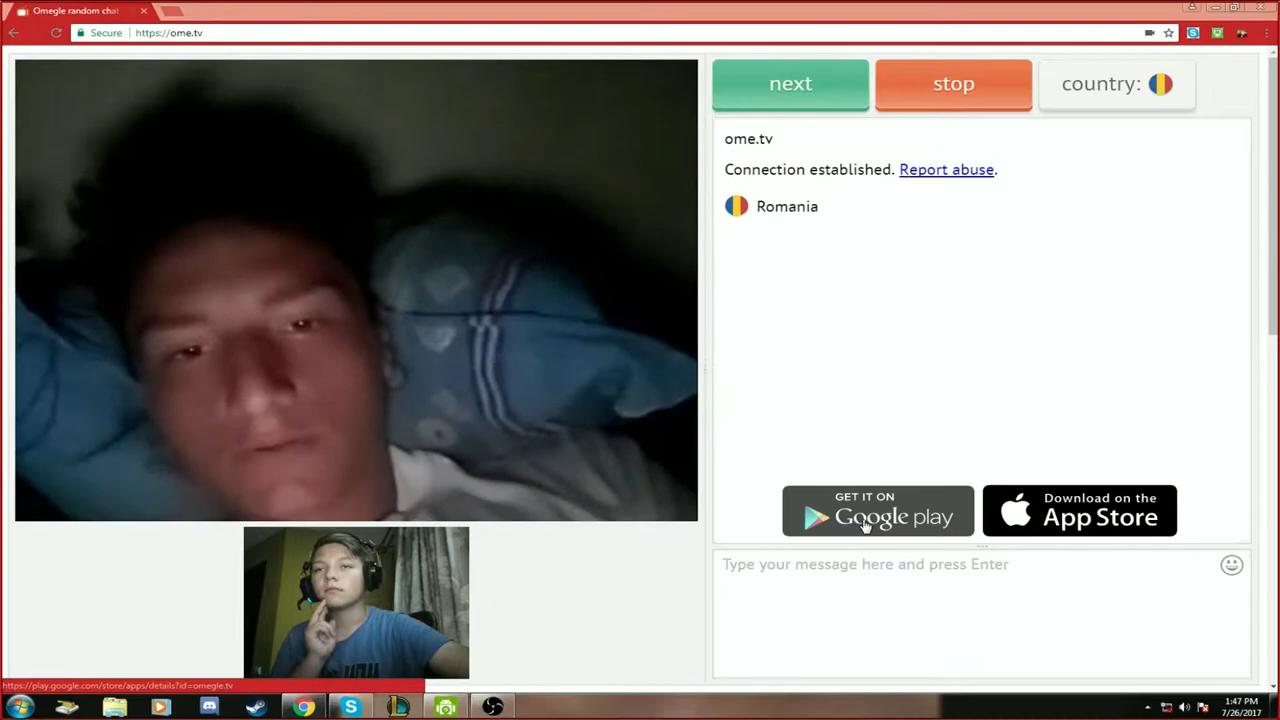 Omegle random cha
Secure
https://ome.tv
next
stop
country:
ome.tv
Connection established. Report abuse.
Romania
GET IT ON
Google play
Download on the
App Store
Type your message here and press Enter
https://play.google.com/store/apps/details?id=omegle.tv
1:47 PM
7/26/2017